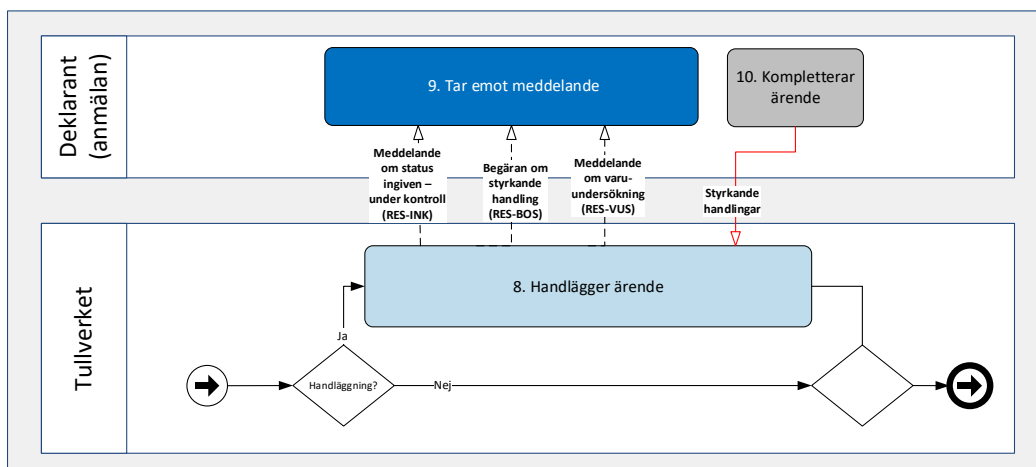 Deklarant
(anmälan)
9. Tar emot meddelande
10. Kompletterar
ärende
Meddelande
om status
ingiven –
under kontroll
(RES-INK)
Begäran om
styrkande
handling
(RES-BOS)
Meddelande
om varu-
undersökning
(RES-VUS)
Styrkande
handlingar
Tullverket
8. Handlägger ärende
Ja
Handläggning?
Nej